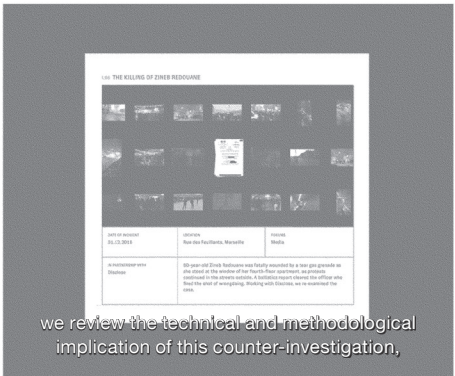 THE KILLING OF ZINEB REDOUANE
DATE OF INCIDENT
01.12.2018
LOCATION
Rue des Feuillants, Marseille
FORUMS
Media
IN PARTNERSHIP WITH
Disclose
80-year-old Zineb Redouane was fatally wounded by a tear gas grenade as
she stood at the window of her fourth-floor apartment, as protests
continued in the streets outside. A ballistics report cleared the officer who
fired the shot of wrongdoing. Working with Disclose, we re-examined the
case.
we review the technical and methodological
implication of this counter-investigation,